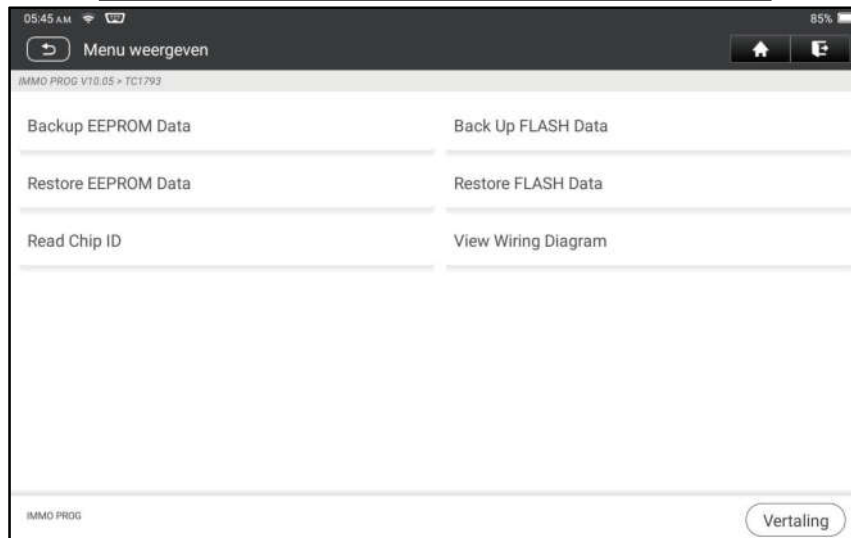 05:45 AM 85%
Menu weergeven
IMMO PROG V10.05 > TC1793
Backup EEPROM Data Back Up FLASH Data
Restore EEPROM Data Restore FLASH Data
Read Chip ID View Wiring Diagram
IMMO PROG Vertaling